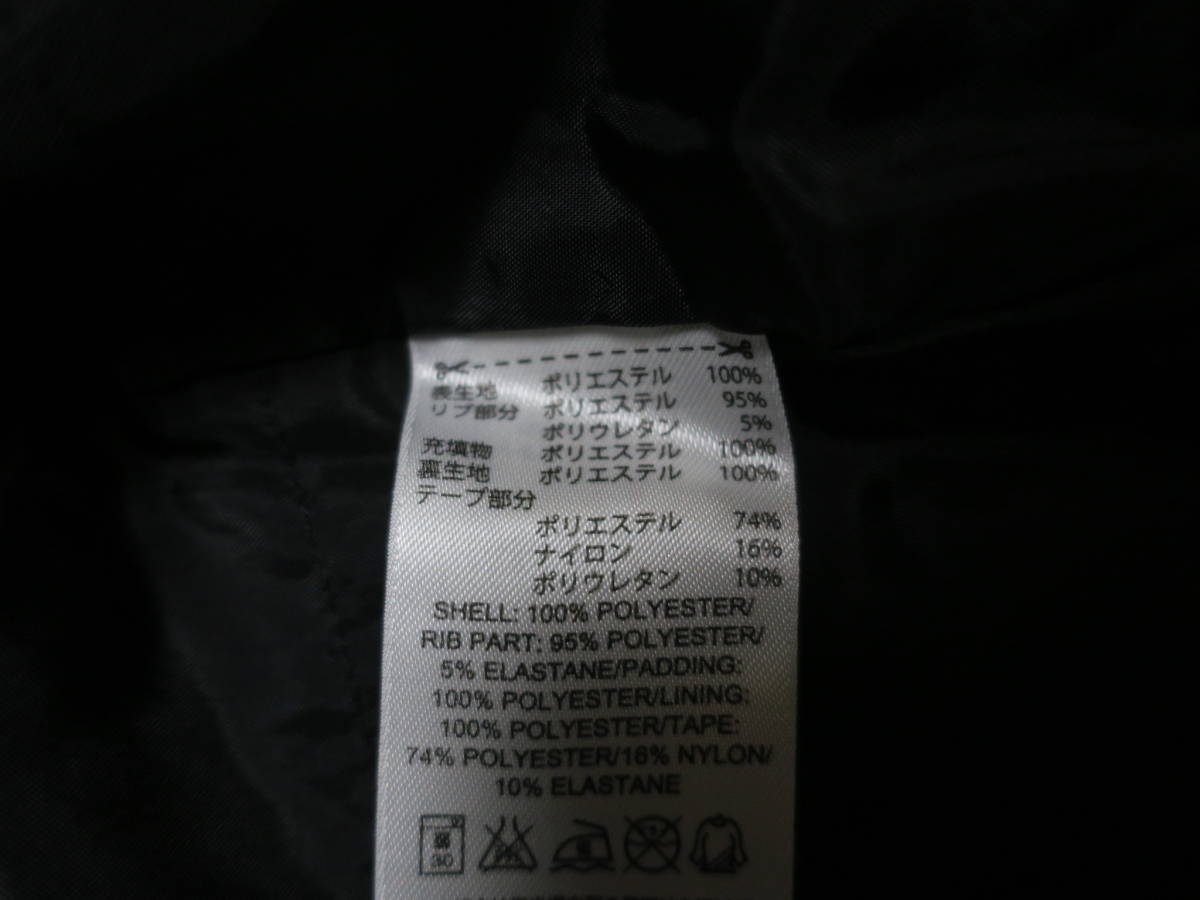 表生地 ポリエステル 100%
リブ部分 ポリエステル 95%
ポリウレタン 5%
充填物 ポリエステル 100%
裏生地 ポリエステル 100%
テープ部分
ポリエステル 74%
ナイロン 16%
ポリウレタン 10%
SHELL: 100% POLYESTER/
RIB PART: 95% POLYESTER/
5% ELASTANE/PADDING:
100% POLYESTER/LINING:
100% POLYESTER/TAPE:
74% POLYESTER/16% NYLON/
10% ELASTANE
30